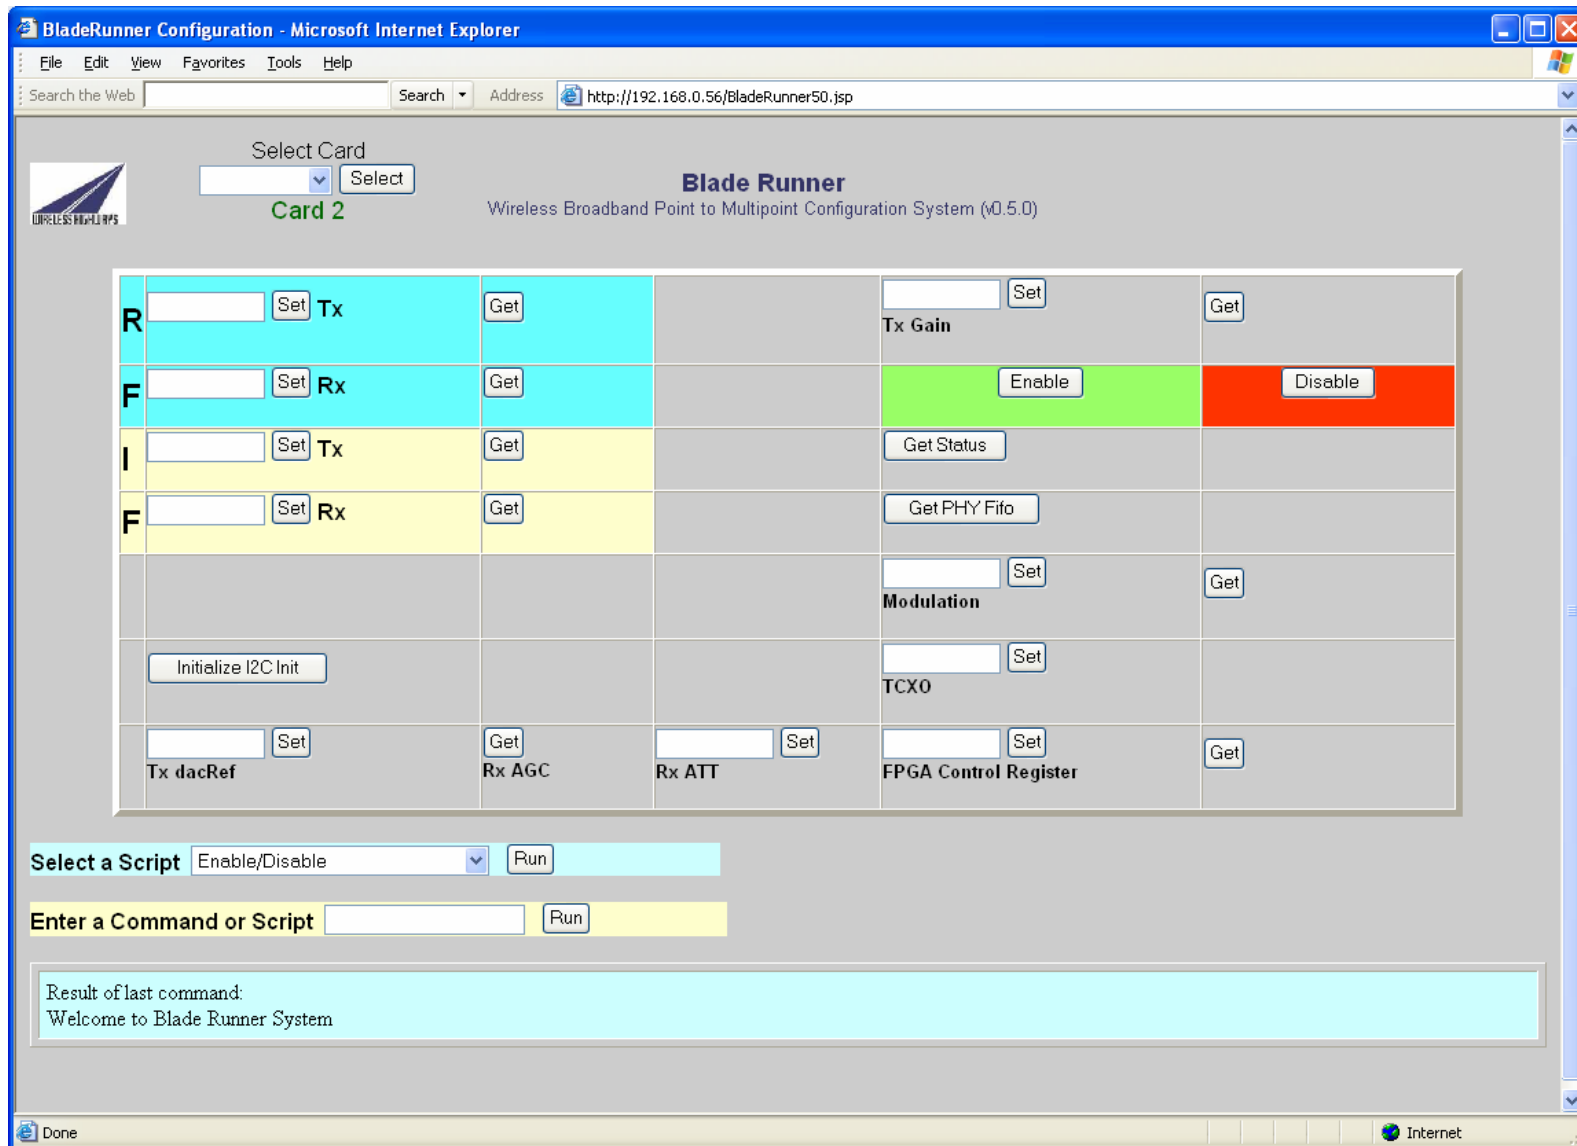 BladeRunner Configuration - Microsoft Internet Explorer
File Edit View Favorites Tools Help
Search the Web Search Address http://192.168.0.56/BladeRunner50.jsp
Select Card
Select
Card 2
Blade Runner
Wireless Broadband Point to Multipoint Configuration System (v0.5.0)
R Set Tx Get Set Get
Tx Gain
F Set Rx Get Enable Disable
I Set Tx Get Get Status
F Set Rx Get Get PHY Fifo
Set Get
Modulation
Initialize I2C Init Set
TCXO
Set Get Set Set Get
Tx dacRef Rx AGC Rx ATT FPGA Control Register
Select a Script Enable/Disable Run
Enter a Command or Script Run
Result of last command:
Welcome to Blade Runner System
Done Internet